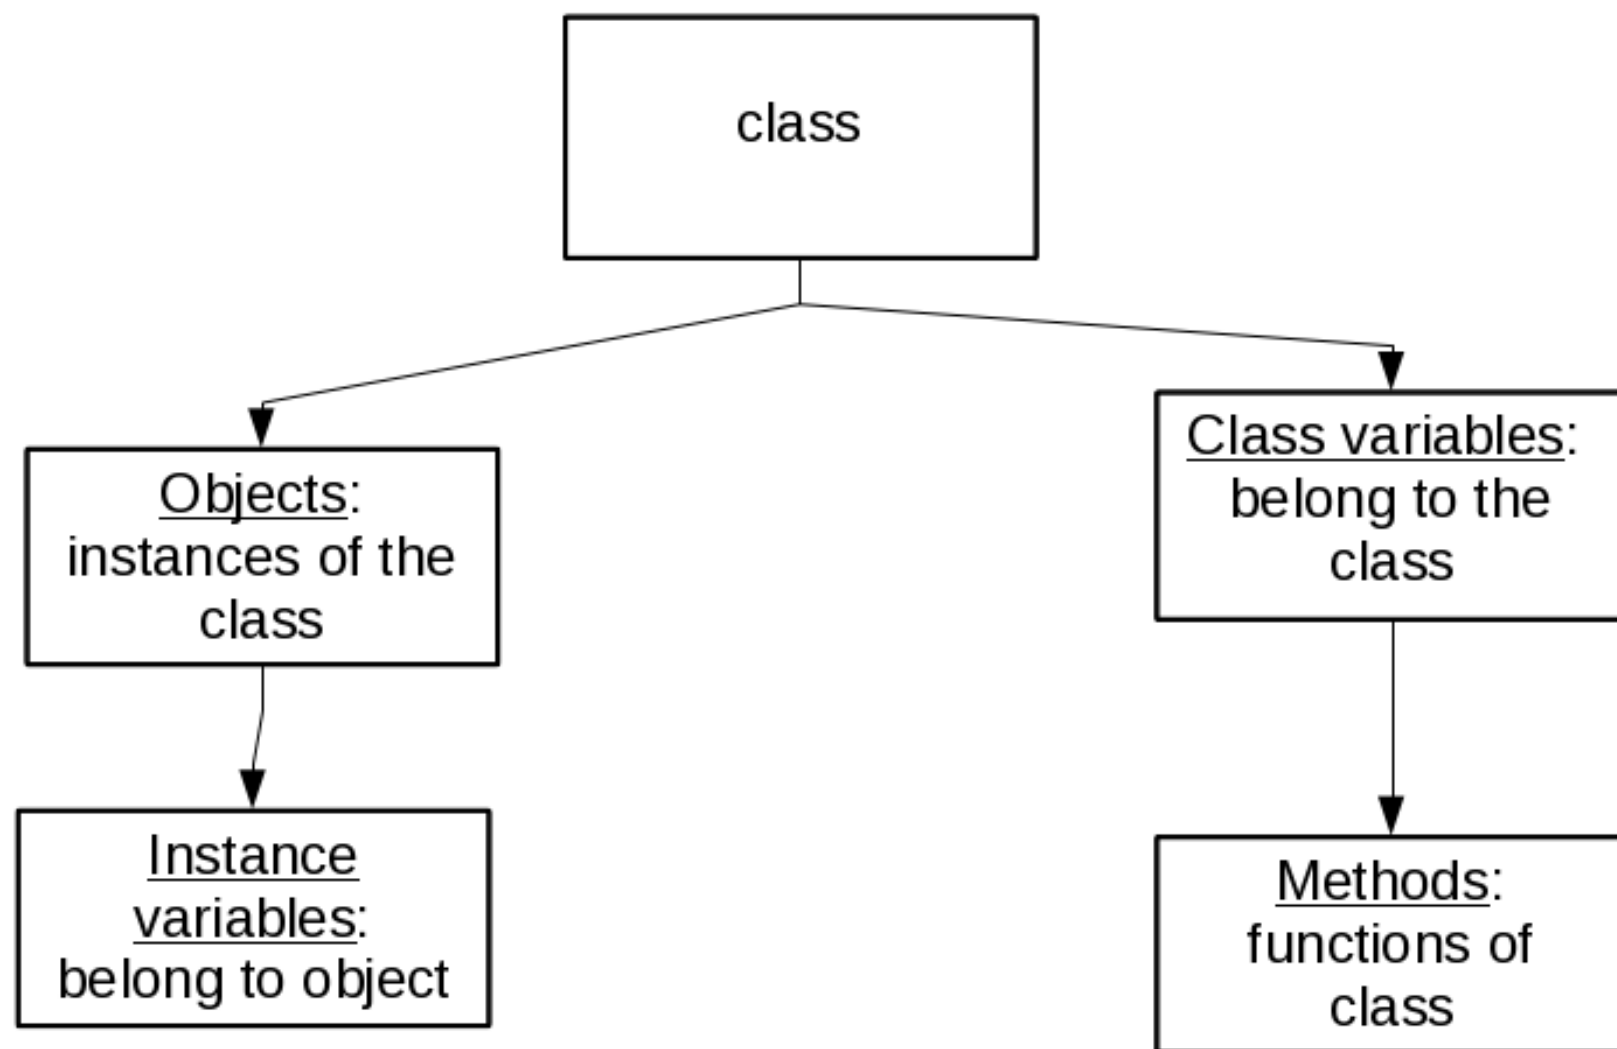 class
Objects:
instances of the
class
Class variables:
belong to the
class
Instance
variables:
belong to object
Methods:
functions of
class